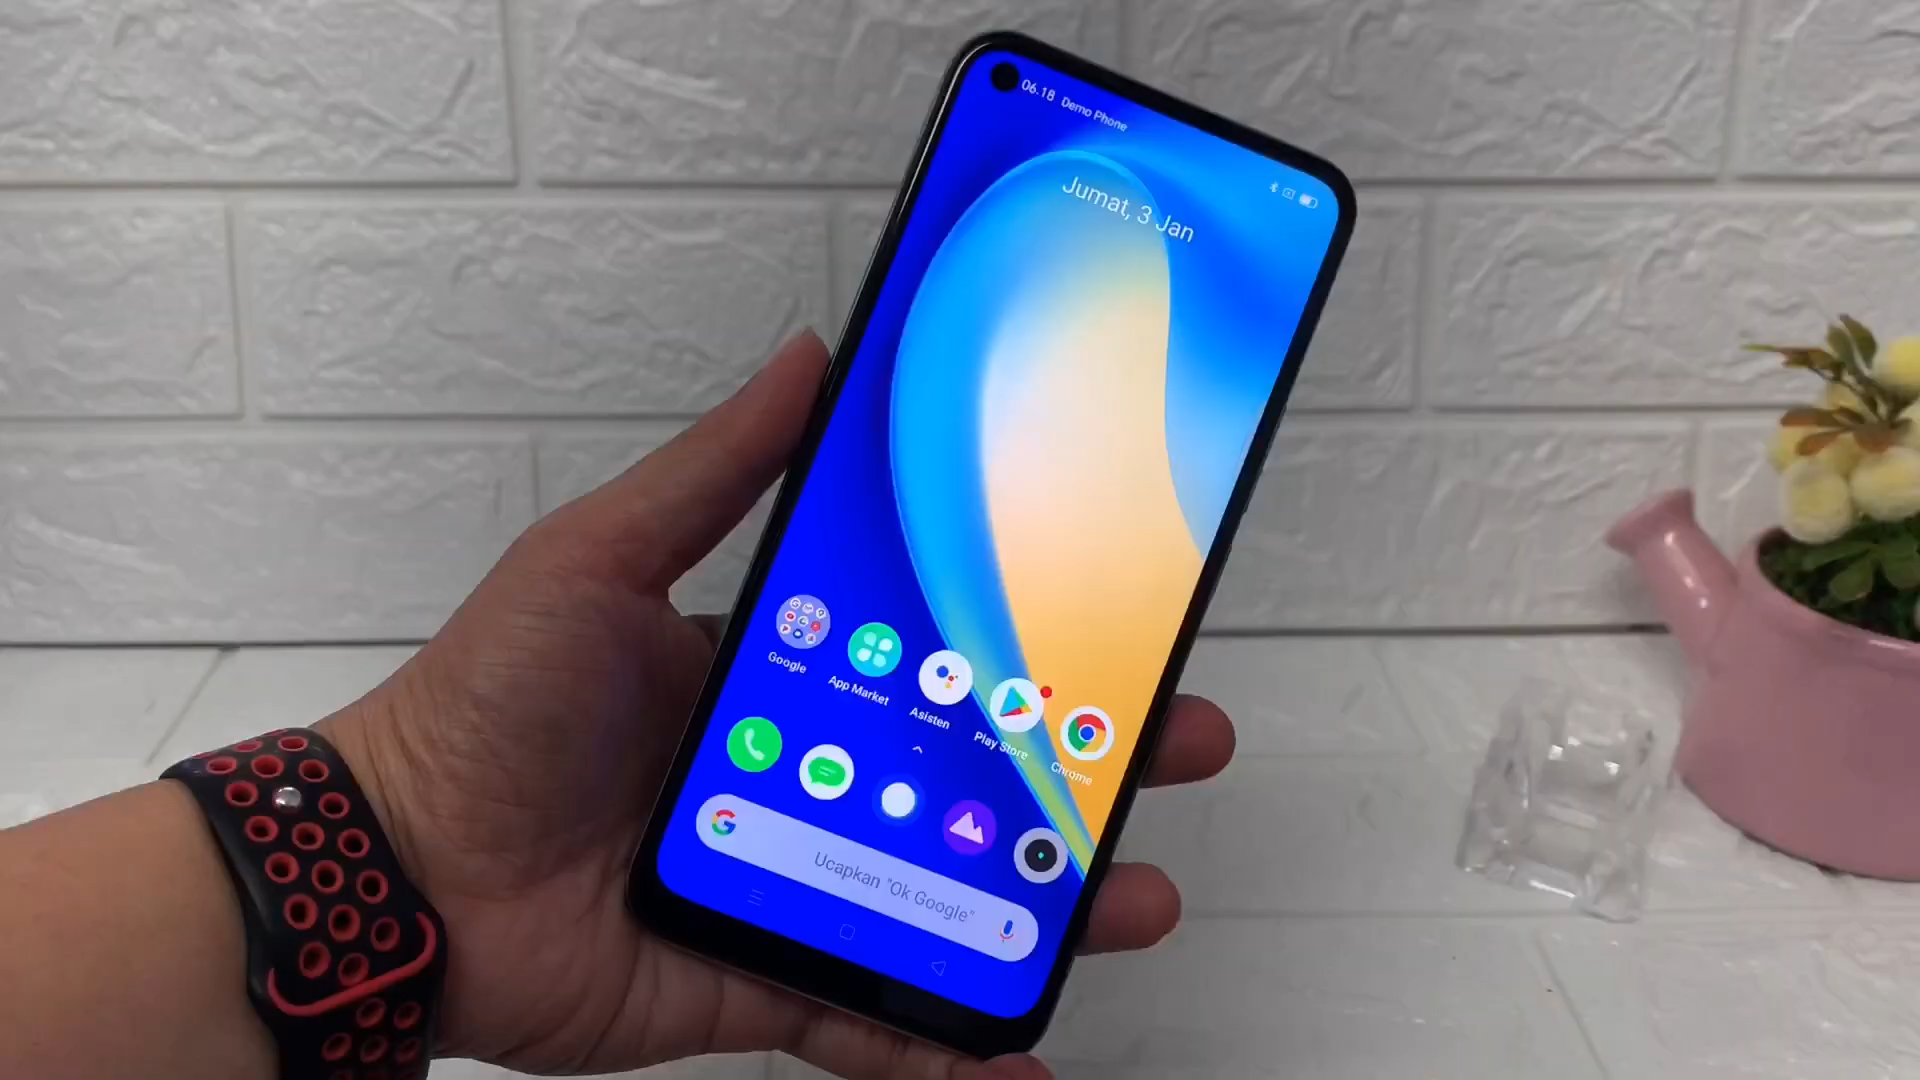 06.18 Demo Phone
Jumat, 3 Jan
Google
App Market
Asisten
Play Store
Chrome
Ucapkan "Ok Google"